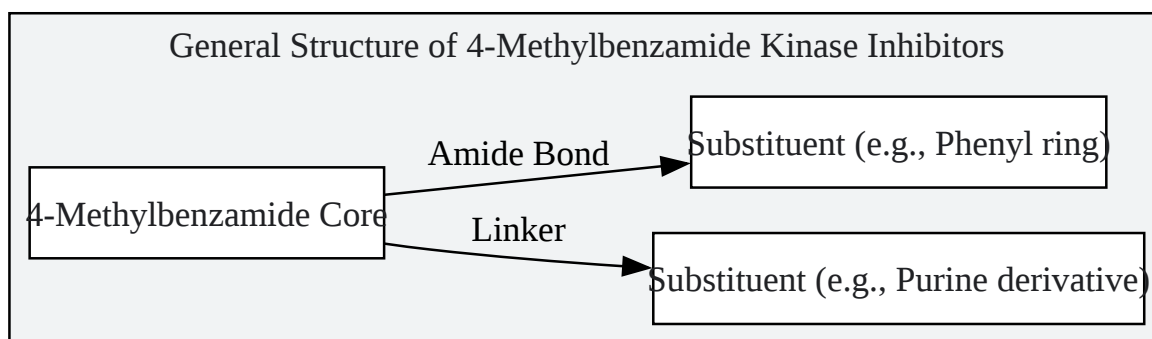 General Structure of 4-Methylbenzamide Kinase Inhibitors
Substituent (e.g., Phenyl ring)
Amide Bond
4-Methylbenzamide Core
Linker
Substituent (e.g., Purine derivative)